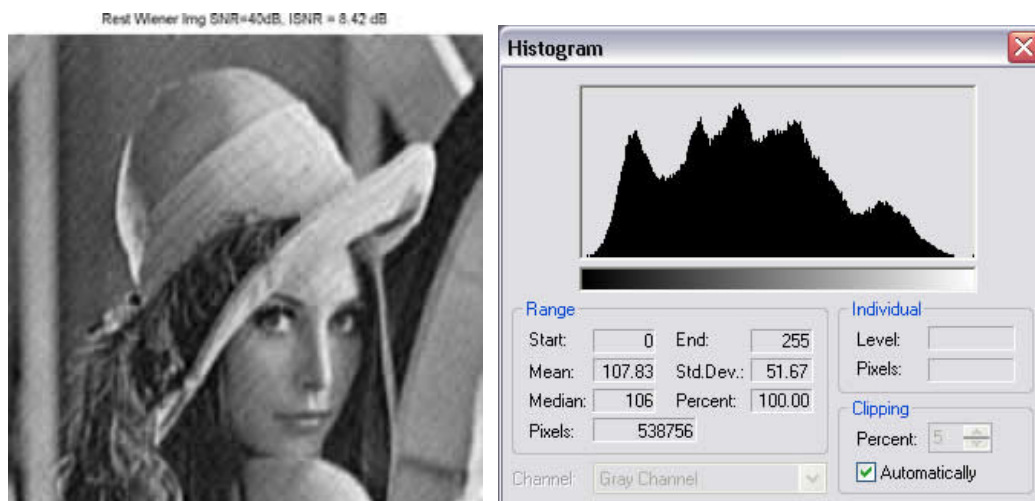 Rest Wiener Img SNR=40dB, ISNR = 8.42 dB
Histogram
Range
Start: 0 End: 255
Mean: 107.83 Std.Dev.: 51.67
Median: 106 Percent: 100.00
Pixels: 538756
Individual
Level:
Pixels:
Clipping
Percent: 5
Automatically
Channel: Gray Channel